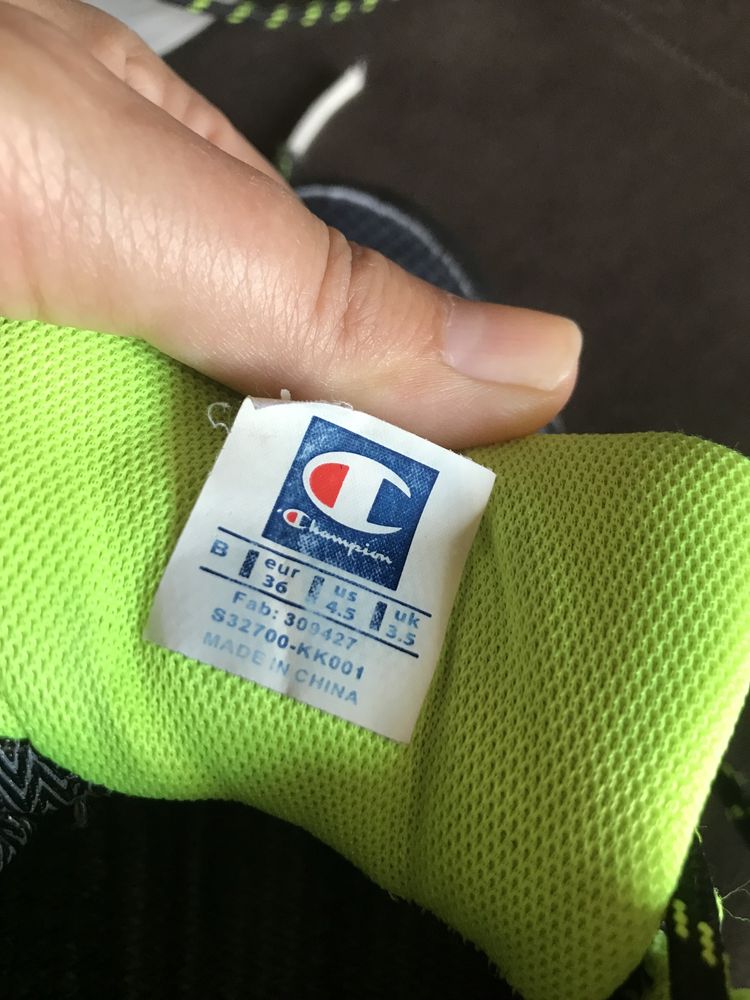 Champion
B eur us uk
36 4.5 3.5
Fab: 309427
S32700-KK001
MADE IN CHINA